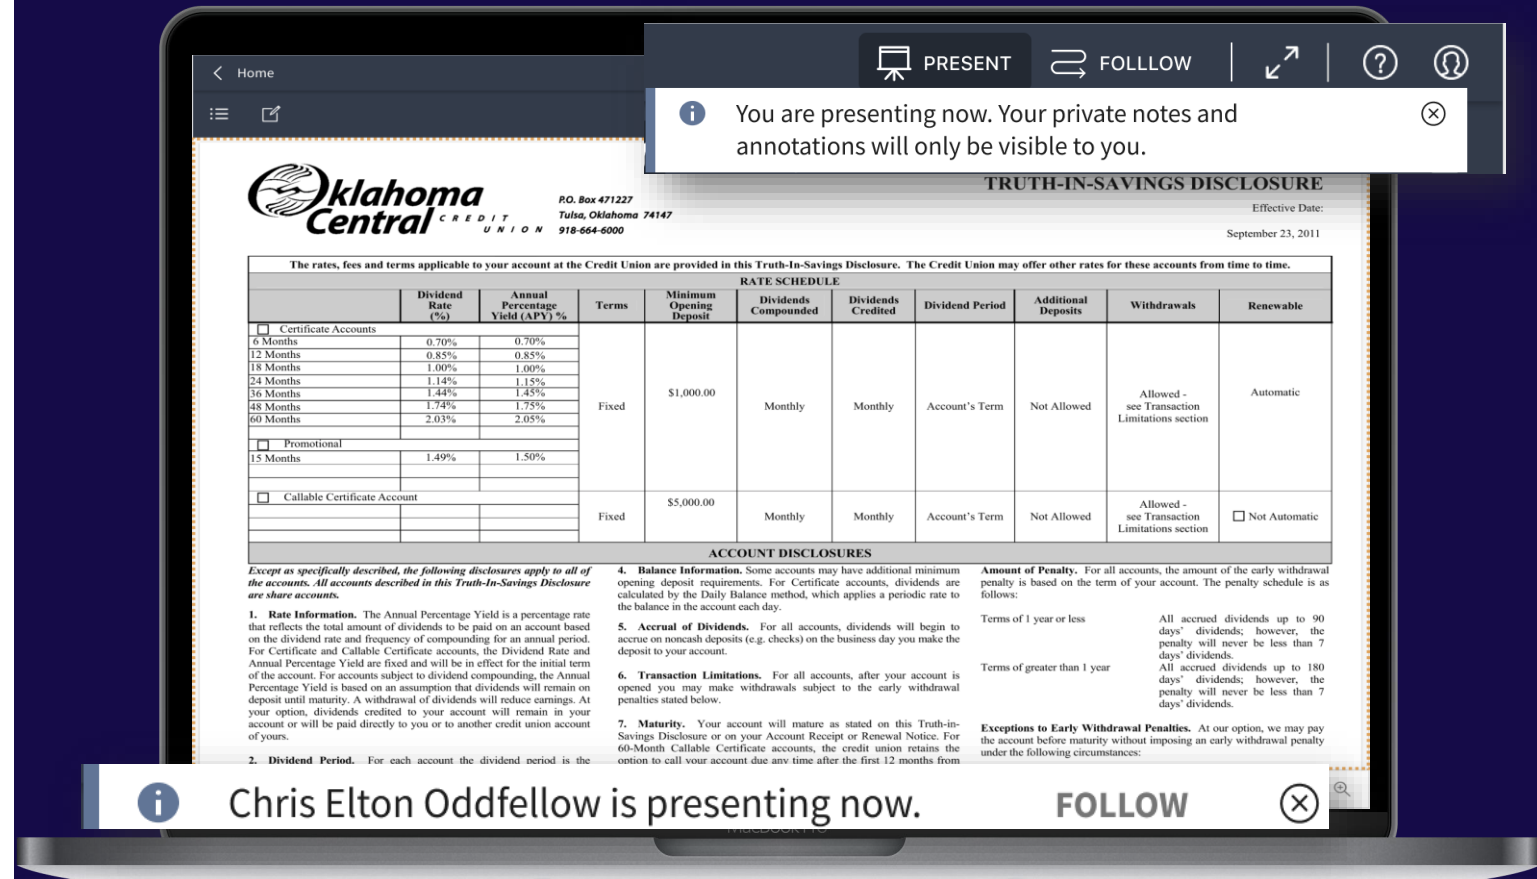 Home
PRESENT
FOLLLOW
You are presenting now. Your private notes and
annotations will only be visible to you.
Oklahoma
Central CREDIT
UNION
P.O. Box 471227
Tulsa, Oklahoma 74147
918-664-6000
TRUTH-IN-SAVINGS DISCLOSURE
Effective Date:
September 23, 2011
The rates, fees and terms applicable to your account at the Credit Union are provided in this Truth-In-Savings Disclosure. The Credit Union may offer other rates for these accounts from time to time.
RATE SCHEDULE
Dividend Rate (%) Annual Percentage Yield (APY) % Terms Minimum Opening Deposit Dividends Compounded Dividends Credited Dividend Period Additional Deposits Withdrawals Renewable
Certificate Accounts
6 Months 0.70% 0.70%
12 Months 0.85% 0.85%
18 Months 1.00% 1.00%
24 Months 1.14% 1.15%
36 Months 1.44% 1.45%
48 Months 1.74% 1.75%
60 Months 2.03% 2.05%
Fixed $1,000.00 Monthly Monthly Account's Term Not Allowed Allowed - see Transaction Limitations section Automatic
Promotional
15 Months 1.49% 1.50%
Callable Certificate Account
Fixed $5,000.00 Monthly Monthly Account's Term Not Allowed Allowed - see Transaction Limitations section Not Automatic
ACCOUNT DISCLOSURES
Except as specifically described, the following disclosures apply to all of
the accounts. All accounts described in this Truth-In-Savings Disclosure
are share accounts.
1. Rate Information. The Annual Percentage Yield is a percentage rate
that reflects the total amount of dividends to be paid on an account based
on the dividend rate and frequency of compounding for an annual period.
For Certificate and Callable Certificate accounts, the Dividend Rate and
Annual Percentage Yield are fixed and will be in effect for the initial term
of the account. For accounts subject to dividend compounding, the Annual
Percentage Yield is based on an assumption that dividends will remain on
deposit until maturity. A withdrawal of dividends will reduce earnings. At
your option, dividends credited to your account will remain in your
account or will be paid directly to you or to another credit union account
of yours.
2. Dividend Period. For each account the dividend period is the
4. Balance Information. Some accounts may have additional minimum
opening deposit requirements. For Certificate accounts, dividends are
calculated by the Daily Balance method, which applies a periodic rate to
the balance in the account each day.
5. Accrual of Dividends. For all accounts, dividends will begin to
accrue on noncash deposits (e.g. checks) on the business day you make the
deposit to your account.
6. Transaction Limitations. For all accounts, after your account is
opened you may make withdrawals subject to the early withdrawal
penalties stated below.
7. Maturity. Your account will mature as stated on this Truth-in-
Savings Disclosure or on your Account Receipt or Renewal Notice. For
60-Month Callable Certificate accounts, the credit union retains the
option to call your account due any time after the first 12 months from
Amount of Penalty. For all accounts, the amount of the early withdrawal
penalty is based on the term of your account. The penalty schedule is as
follows:
Terms of 1 year or less All accrued dividends up to 90
days' dividends; however, the
penalty will never be less than 7
days' dividends.
Terms of greater than 1 year All accrued dividends up to 180
days' dividends; however, the
penalty will never be less than 7
days' dividends.
Exceptions to Early Withdrawal Penalties. At our option, we may pay
the account before maturity without imposing an early withdrawal penalty
under the following circumstances:
Chris Elton Oddfellow is presenting now. FOLLOW